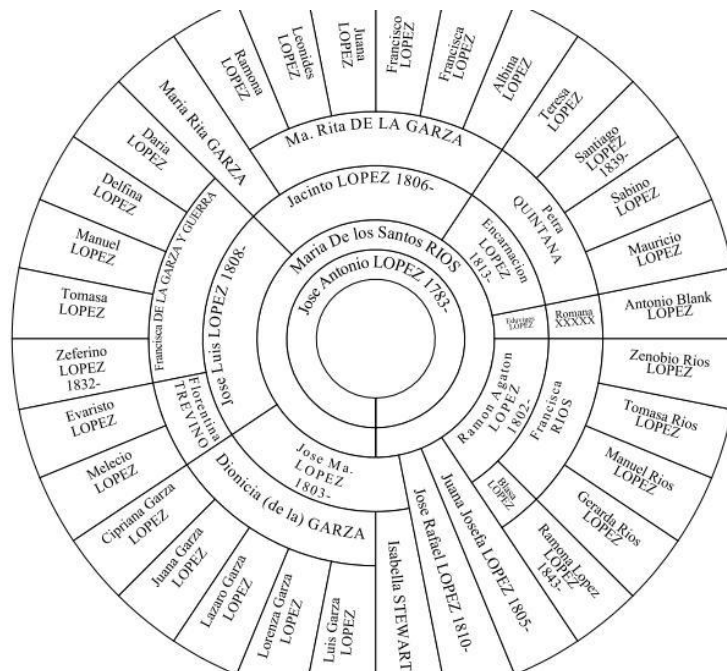 Jose Antonio LOPEZ 1783-
Maria De los Santos RIOS
Jacinto LOPEZ 1806-
Ma. Rita DE LA GARZA
Ramona
LOPEZ
Leonides
LOPEZ
Juana
LOPEZ
Francisco
LOPEZ
Francisca
LOPEZ
Albina
LOPEZ
Encarnacion
LOPEZ
1813-
Petra
QUINTANA
Teresa
LOPEZ
Santiago
LOPEZ
1839-
Sabino
LOPEZ
Mauricio
LOPEZ
LOPEZ
Romana
XXXXX
Antonio Blank
LOPEZ
Ramon Agaton
LOPEZ
1802-
Francisca
RIOS
Zenobio Rios
LOPEZ
Tomasa Rios
LOPEZ
Manuel Rios
LOPEZ
Gerarda Rios
LOPEZ
Blasa
LOPEZ
Ramona Lopez
LOPEZ
1843-
Juana Josefa LOPEZ 1805-
Jose Rafael LOPEZ 1810-
Jose Ma.
LOPEZ
1803-
Isabella STEWART
Dionicia (de la) GARZA
Luis Garza
LOPEZ
Lorenza Garza
LOPEZ
Lazaro Garza
LOPEZ
Juana Garza
LOPEZ
Cipriana Garza
LOPEZ
Jose Luis LOPEZ 1808-
Florentina
TREVINO
Melecio
LOPEZ
Evaristo
LOPEZ
Francisca DE LA GARZA Y GUERRA
Zeferino
LOPEZ
1832-
Tomasa
LOPEZ
Manuel
LOPEZ
Delfina
LOPEZ
Daria
LOPEZ
Maria Rita GARZA